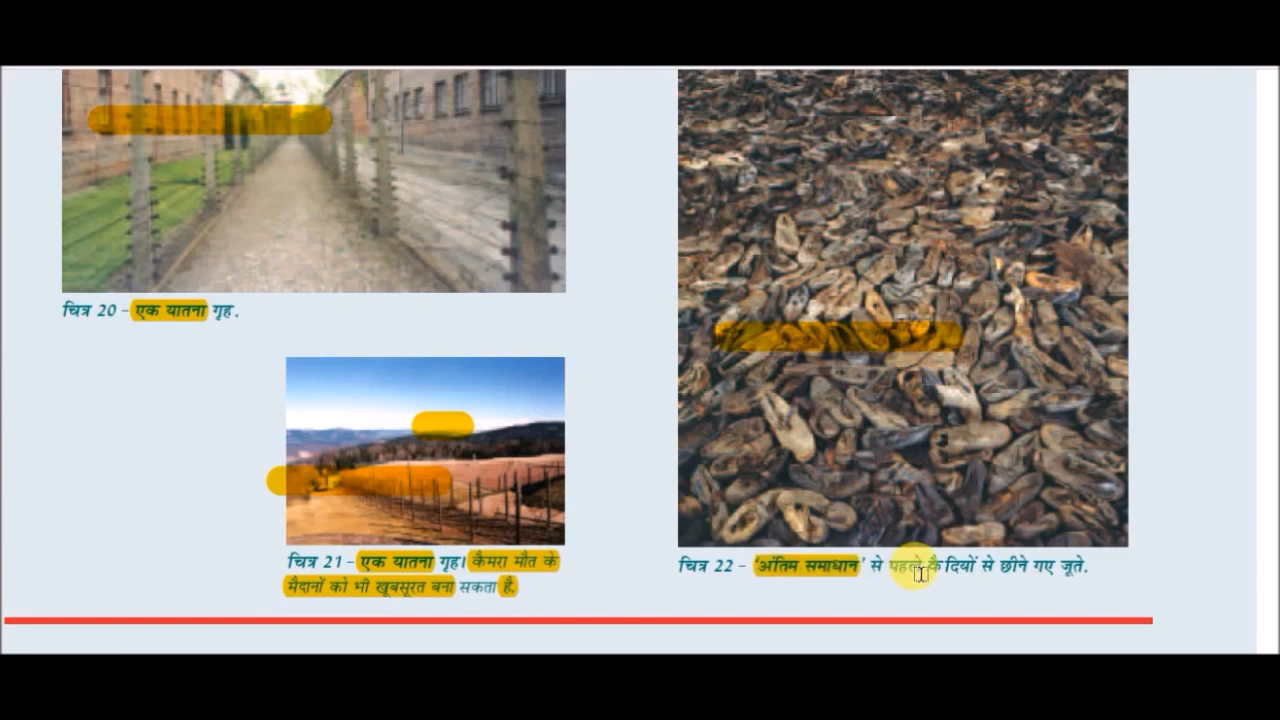 चित्र 20 – एक यातना गृह.
चित्र 21 – एक यातना गृह। कैमरा मौत के
मैदानों को भी खूबसूरत बना सकता है.
चित्र 22 – 'अंतिम समाधान' से पहले कैदियों से छीने गए जूते.